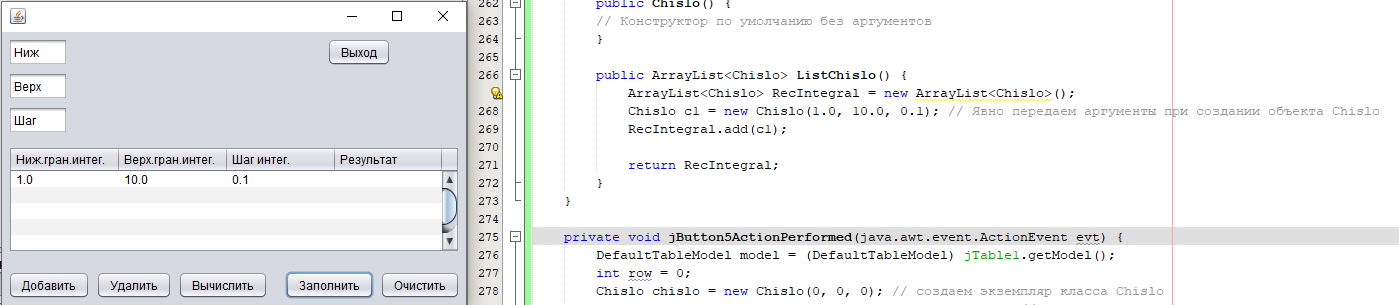 Ниж
Выход
Верх
Шаг
Ниж.гран.интег. Верх.гран.интег. Шаг интег. Результат
1.0 10.0 0.1
Добавить Удалить Вычислить Заполнить Очистить
262 public Chislo() {
263 // Конструктор по умолчанию без аргументов
264 }
265
266 public ArrayList<Chislo> ListChislo() {
ArrayList<Chislo> RecIntegral = new ArrayList<Chislo>();
268 Chislo c1 = new Chislo(1.0, 10.0, 0.1); // Явно передаем аргументы при создании объекта Chislo
269 RecIntegral.add(c1);
270
271 return RecIntegral;
272 }
273 }
274
275 private void jButton5ActionPerformed(java.awt.event.ActionEvent evt) {
276 DefaultTableModel model = (DefaultTableModel) jTable1.getModel();
277 int row = 0;
278 Chislo chislo = new Chislo(0, 0, 0); // создаем экземпляр класса Chislo